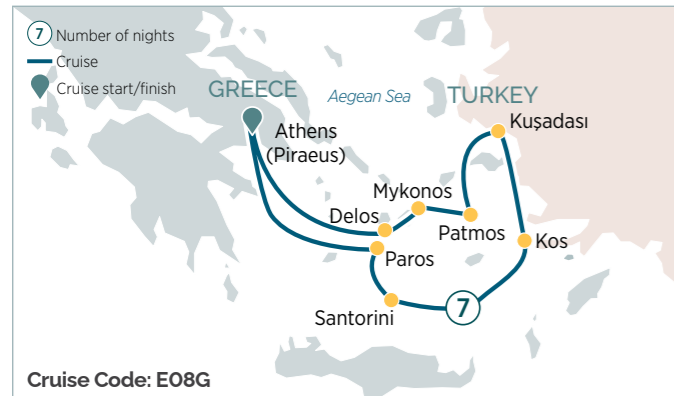 7 Number of nights
Cruise
Cruise start/finish
GREECE
Aegean Sea
TURKEY
Athens
(Piraeus)
Kuşadası
Mykonos
Delos
Patmos
Kos
Paros
Santorini
7
Cruise Code: E08G